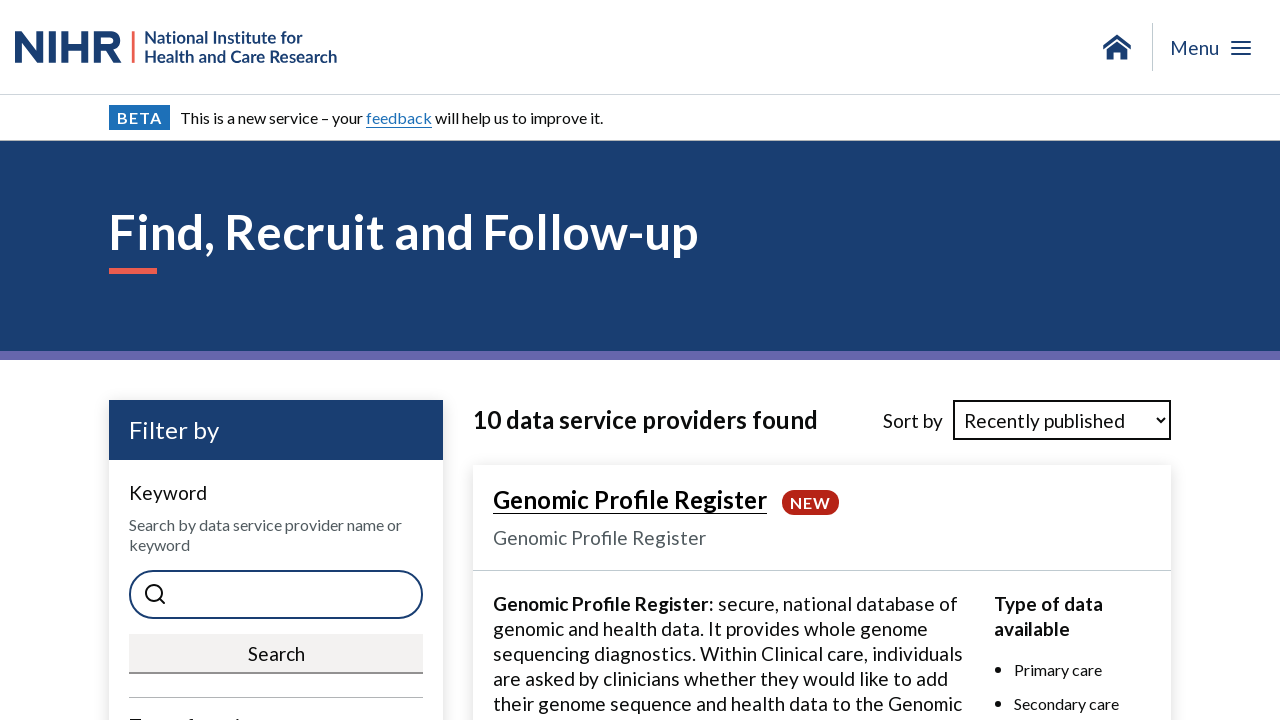 NIHR | National Institute for
Health and Care Research
Menu
BETA This is a new service – your feedback will help us to improve it.
Find, Recruit and Follow-up
Filter by
Keyword
Search by data service provider name or
keyword
Search
10 data service providers found
Sort by Recently published
Genomic Profile Register NEW
Genomic Profile Register
Genomic Profile Register: secure, national database of
genomic and health data. It provides whole genome
sequencing diagnostics. Within Clinical care, individuals
are asked by clinicians whether they would like to add
their genome sequence and health data to the Genomic
Type of data
available
Primary care
Secondary care